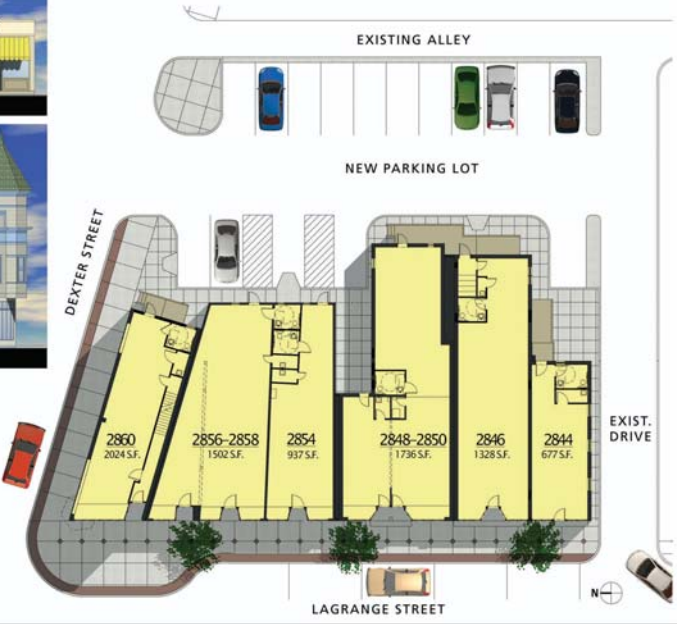 EXISTING ALLEY
NEW PARKING LOT
DEXTER STREET
2860
2024 S.F.
2856–2858
1502 S.F.
2854
937 S.F.
2848–2850
1736 S.F.
2846
1328 S.F.
2844
677 S.F.
EXIST.
DRIVE
N
LAGRANGE STREET